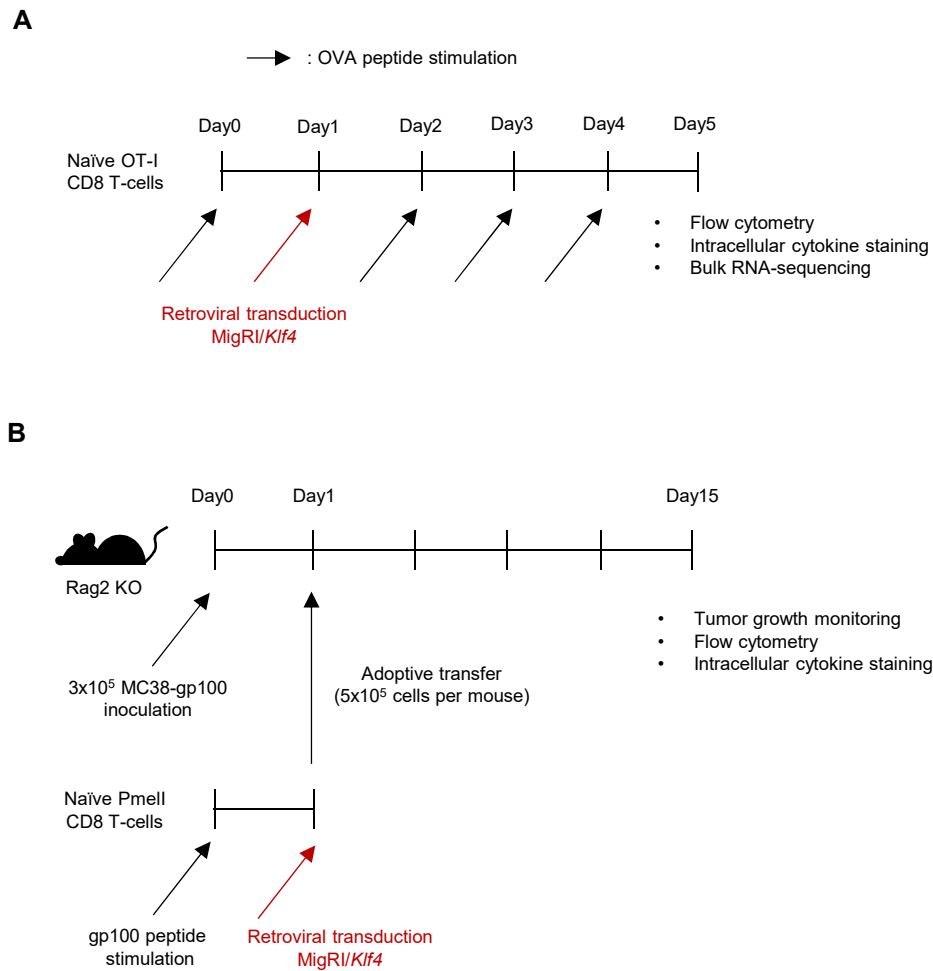 A
: OVA peptide stimulation
Day0 Day1 Day2 Day3 Day4 Day5
Naïve OT-I
CD8 T-cells
• Flow cytometry
• Intracellular cytokine staining
• Bulk RNA-sequencing
Retroviral transduction
MigRI/Klf4
B
Day0 Day1 Day15
Rag2 KO
• Tumor growth monitoring
• Flow cytometry
• Intracellular cytokine staining
3x10⁵ MC38-gp100
inoculation
Adoptive transfer
(5x10⁵ cells per mouse)
Naïve PmelI
CD8 T-cells
gp100 peptide
stimulation
Retroviral transduction
MigRI/Klf4